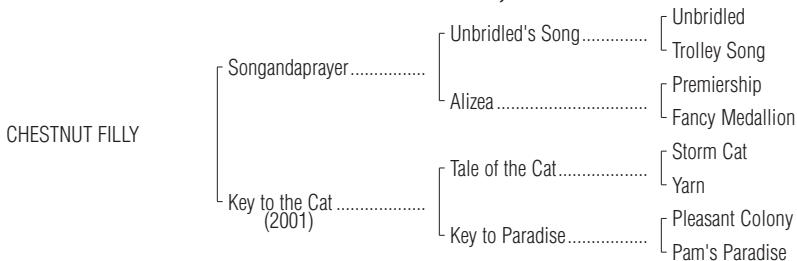 Unbridled
Unbridled's Song..............
Trolley Song
Songandaprayer................
Premiership
Alizea................................
Fancy Medallion
CHESTNUT FILLY
Storm Cat
Tale of the Cat...................
Yarn
Key to the Cat ...................
(2001)
Pleasant Colony
Key to Paradise.................
Pam's Paradise